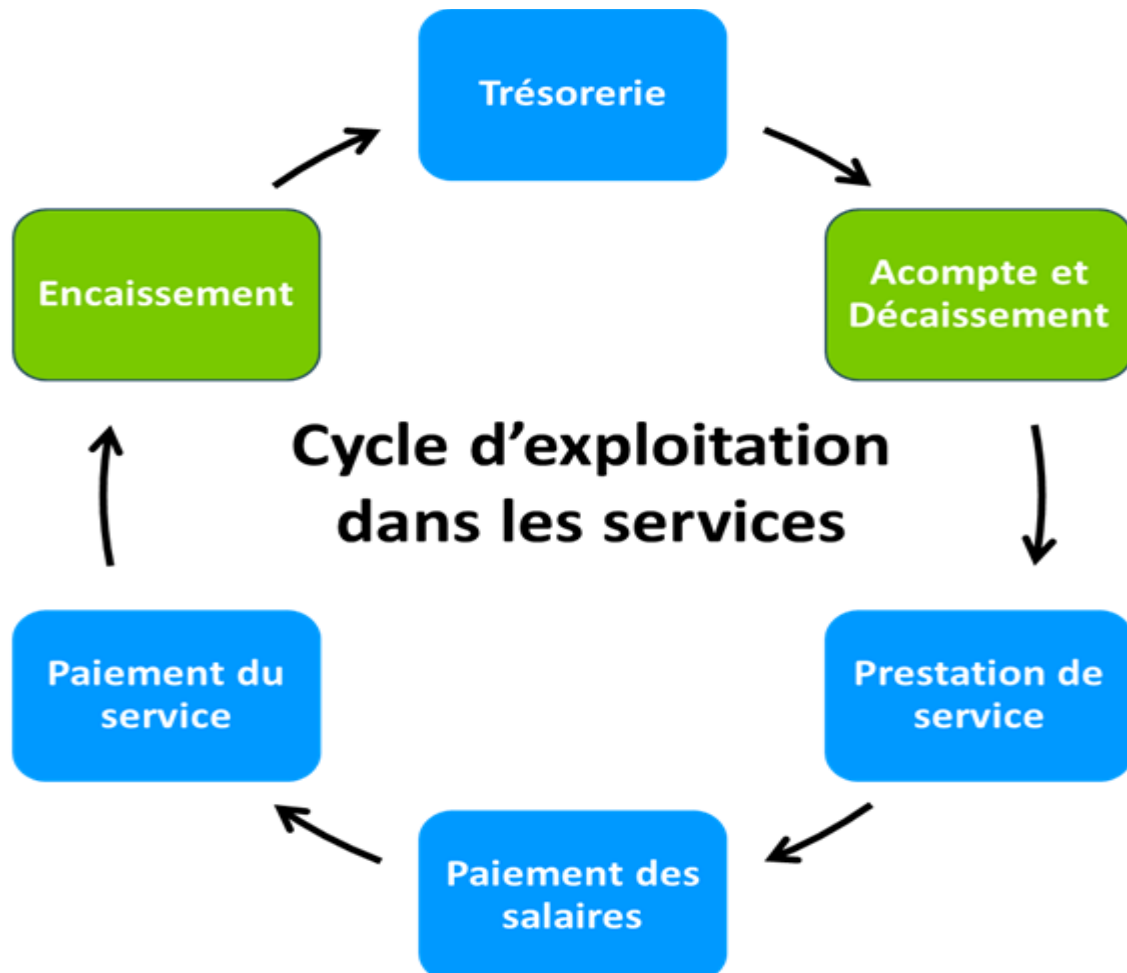 Trésorerie
Acompte et
Décaissement
Prestation de
service
Paiement des
salaires
Paiement du
service
Encaissement
Cycle d’exploitation
dans les services